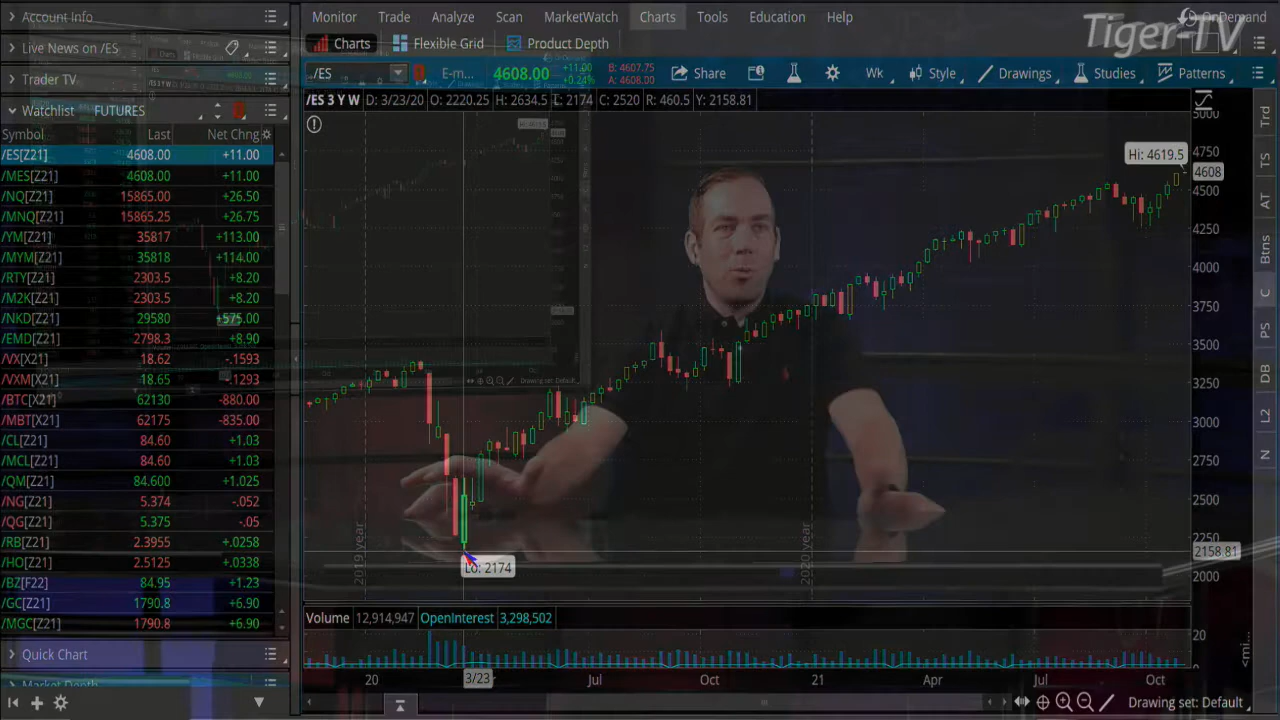 Account Info
Live News on /ES
Trader TV
Watchlist FUTURES
Symbol Last Net Chng
/ES[Z21] 4608.00 +11.00
/MES[Z21] 4608.00 +11.00
/NQ[Z21] 15865.00 +26.50
/MNQ[Z21] 15865.25 +26.75
/YM[Z21] 35817 +113.00
/MYM[Z21] 35818 +114.00
/RTY[Z21] 2303.5 +8.20
/M2K[Z21] 2303.5 +8.20
/NKD[Z21] 29580 +575.00
/EMD[Z21] 2798.3 +8.90
/VX[X21] 18.62 -.1593
/VXM[X21] 18.65 -.1293
/BTC[X21] 62130 -880.00
/MBT[X21] 62175 -835.00
/CL[Z21] 84.60 +1.03
/MCL[Z21] 84.60 +1.03
/QM[Z21] 84.600 +1.025
/NG[Z21] 5.374 -.052
/QG[Z21] 5.375 -.05
/RB[Z21] 2.3955 +.0258
/HO[Z21] 2.5125 +.0338
/BZ[F22] 84.95 +1.23
/GC[Z21] 1790.8 +6.90
/MGC[Z21] 1790.8 +6.90
Quick Chart
Market Depth
Monitor Trade Analyze Scan MarketWatch Charts Tools Education Help
OnDemand
Tiger-TV
Charts Flexible Grid Product Depth
/ES E-m... 4608.00 +11.00 +0.24% B: 4607.75 A: 4608.00 Share Wk Style Drawings Studies Patterns
/ES 3 Y W D: 3/23/20 O: 2220.25 H: 2634.5 L: 2174 C: 2520 R: 460.5 Y: 2158.81
Hi: 4619.5
5000
4750
4608
4500
4250
4000
3750
3500
3250
3000
2750
2500
2250
2158.81
2000
Lo: 2174
2019 year
2020 year
Trd
TS
AT
Btns
C
PS
DB
L2
N
Volume 12,914,947 OpenInterest 3,298,502
20
<mi...
20 3/23 Jul Oct 21 Apr Jul Oct
Drawing set: Default